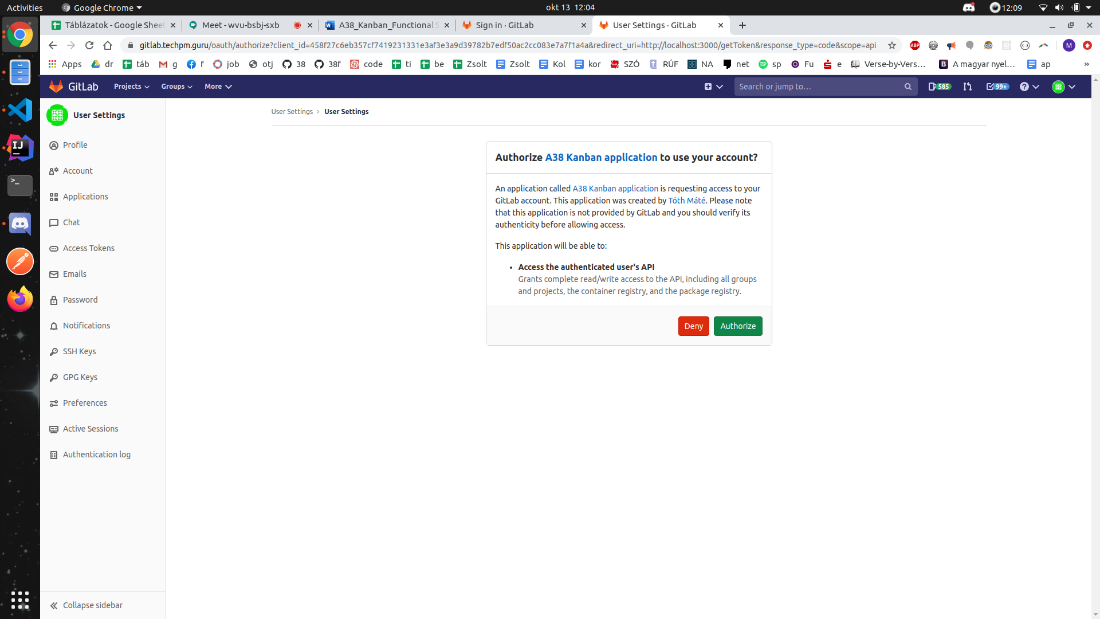 Activities
Google Chrome
okt 13 12:04
12:09
Táblázatok - Google Sheet
Meet - wvu-bsbj-sxb
A38_Kanban_Functional S
Sign in · GitLab
User Settings · GitLab
gitlab.techpm.guru/oauth/authorize?client_id=458f27c6eb357cf7419231331e3af3e3a9d39782b7edf50ac2cc083e7a7f1a4a&redirect_uri=http://localhost:3000/getToken&response_type=code&scope=api
ABP
M
Apps
dr
táb
g
f
job
otj
38
38f
code
ti
be
Zsolt
Zsolt
Kol
kor
SZÓ
RÚF
NA
net
sp
Fu
e
Verse-by-Vers...
A magyar nyel...
ap
»
GitLab
Projects
Groups
More
Search or jump to...
585
99+
User Settings
Profile
Account
Applications
Chat
Access Tokens
Emails
Password
Notifications
SSH Keys
GPG Keys
Preferences
Active Sessions
Authentication log
Collapse sidebar
User Settings › User Settings
Authorize A38 Kanban application to use your account?
An application called A38 Kanban application is requesting access to your
GitLab account. This application was created by Tóth Máté. Please note
that this application is not provided by GitLab and you should verify its
authenticity before allowing access.
This application will be able to:
• Access the authenticated user's API
Grants complete read/write access to the API, including all groups
and projects, the container registry, and the package registry.
Deny
Authorize